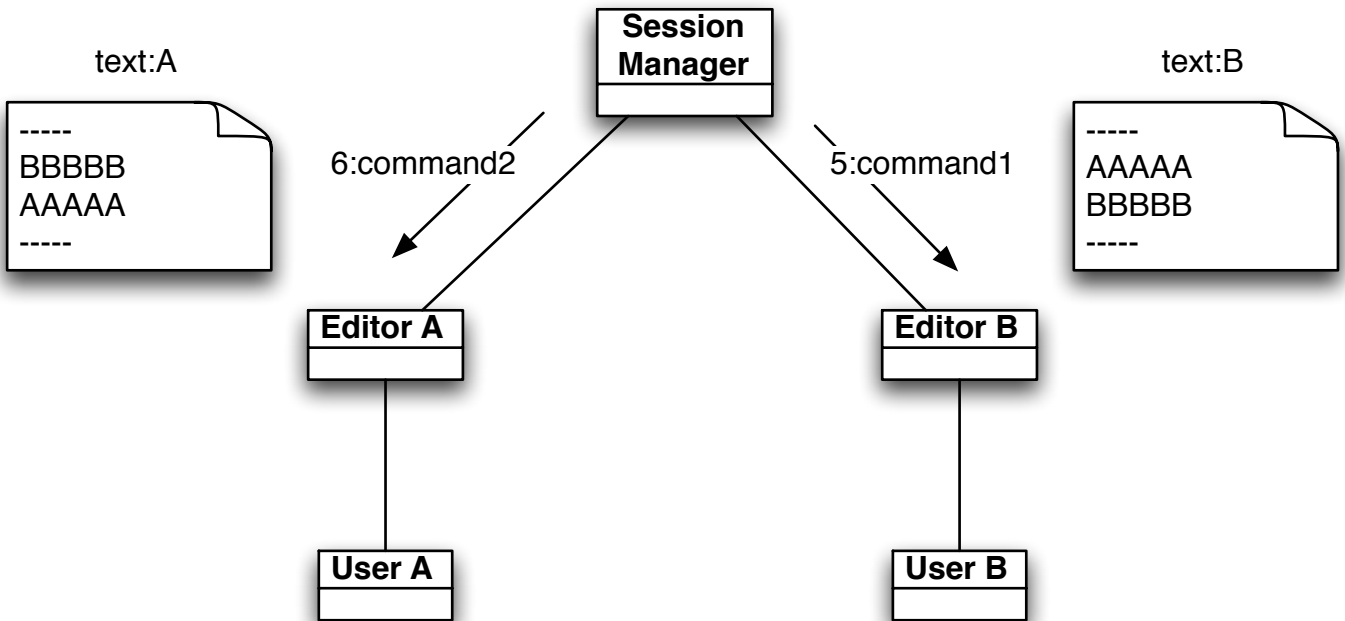 Session
Manager
text:A
text:B
-----
BBBBB
AAAAA
-----
6:command2
5:command1
-----
AAAAA
BBBBB
-----
Editor A
Editor B
User A
User B